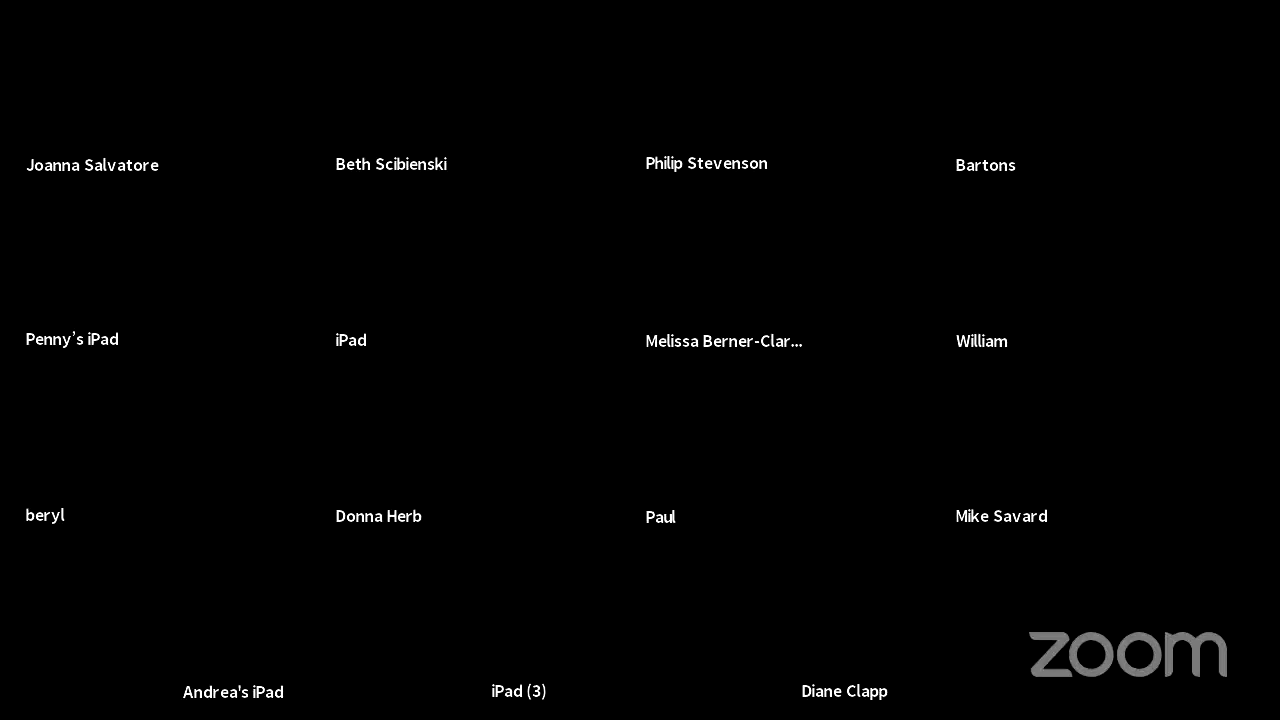 Joanna Salvatore
Beth Scibienski
Philip Stevenson
Bartons
Penny’s iPad
iPad
Melissa Berner-Clar...
William
beryl
Donna Herb
Paul
Mike Savard
zoom
Andrea's iPad
iPad (3)
Diane Clapp